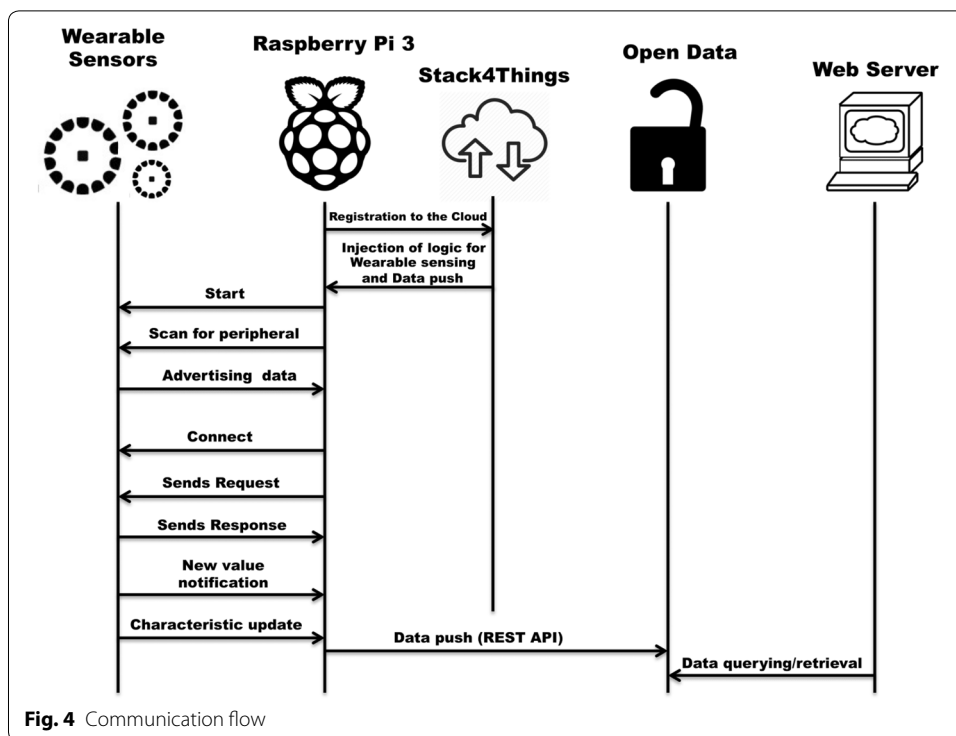 Wearable
Sensors
Raspberry Pi 3
Stack4Things
Open Data
Web Server
Registration to the Cloud
Injection of logic for
Wearable sensing
and Data push
Start
Scan for peripheral
Advertising data
Connect
Sends Request
Sends Response
New value
notification
Characteristic update
Data push (REST API)
Data querying/retrieval
Fig. 4 Communication flow